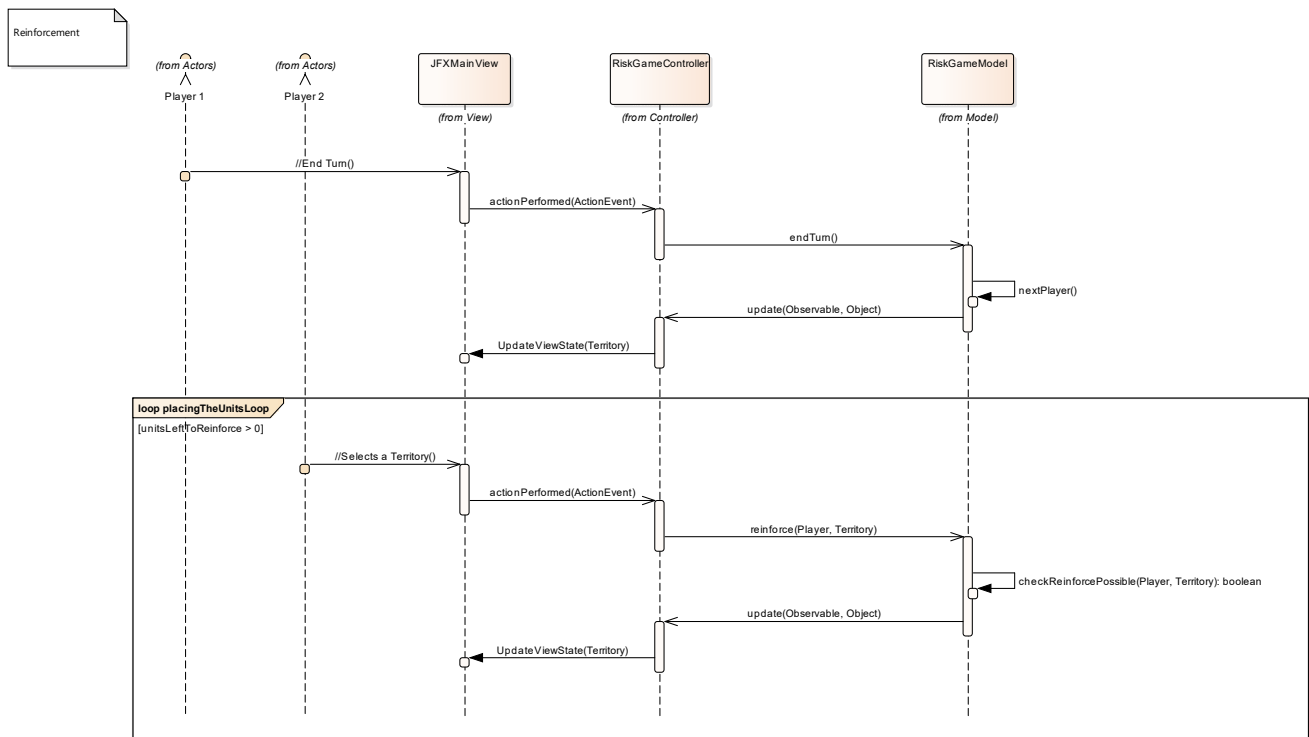 Reinforcement
(from Actors)
Player 1
(from Actors)
Player 2
JFXMainView
(from View)
RiskGameController
(from Controller)
RiskGameModel
(from Model)
//End Turn()
actionPerformed(ActionEvent)
endTurn()
nextPlayer()
update(Observable, Object)
UpdateViewState(Territory)
loop placingTheUnitsLoop
[unitsLeftToReinforce > 0]
//Selects a Territory()
actionPerformed(ActionEvent)
reinforce(Player, Territory)
checkReinforcePossible(Player, Territory): boolean
update(Observable, Object)
UpdateViewState(Territory)